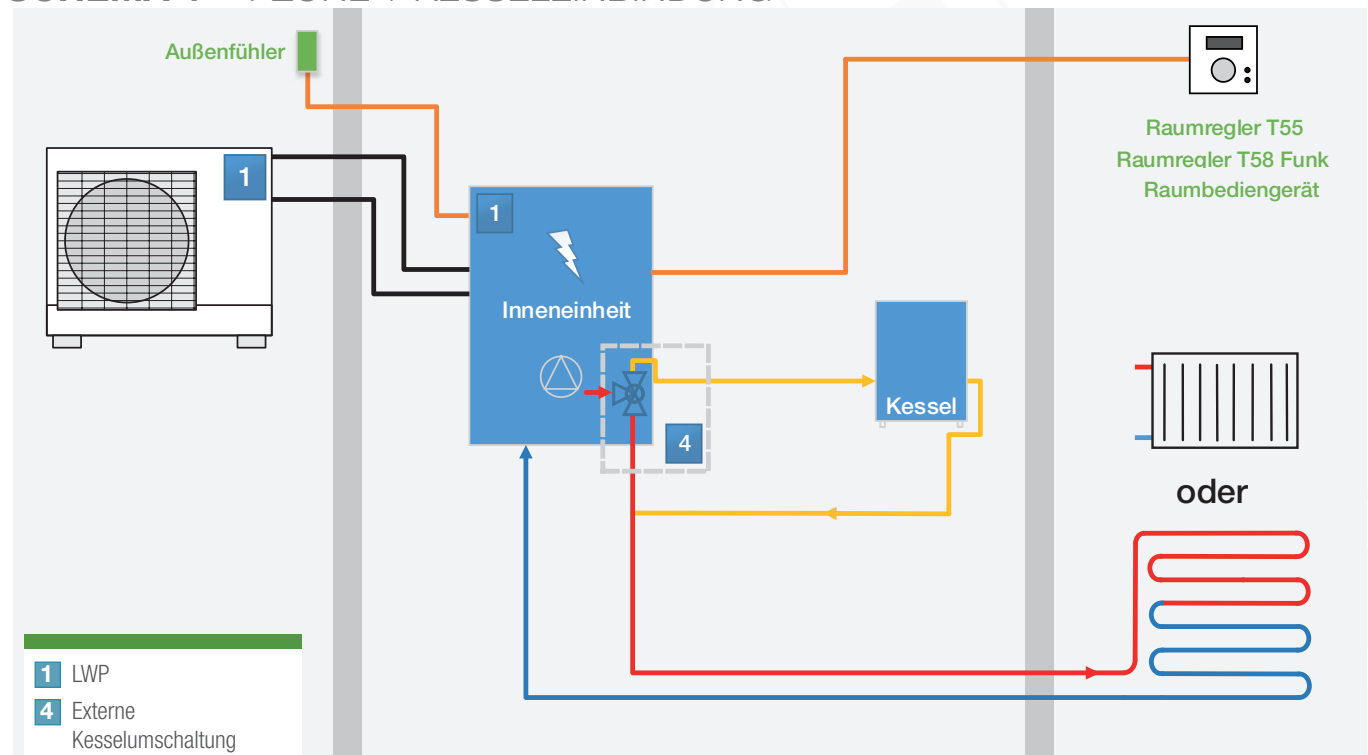 Außenfühler
1
1
Inneneinheit
Kessel
4
Raumregler T55
Raumregler T58 Funk
Raumbediengerät
oder
1 LWP
4 Externe
Kesselumschaltung